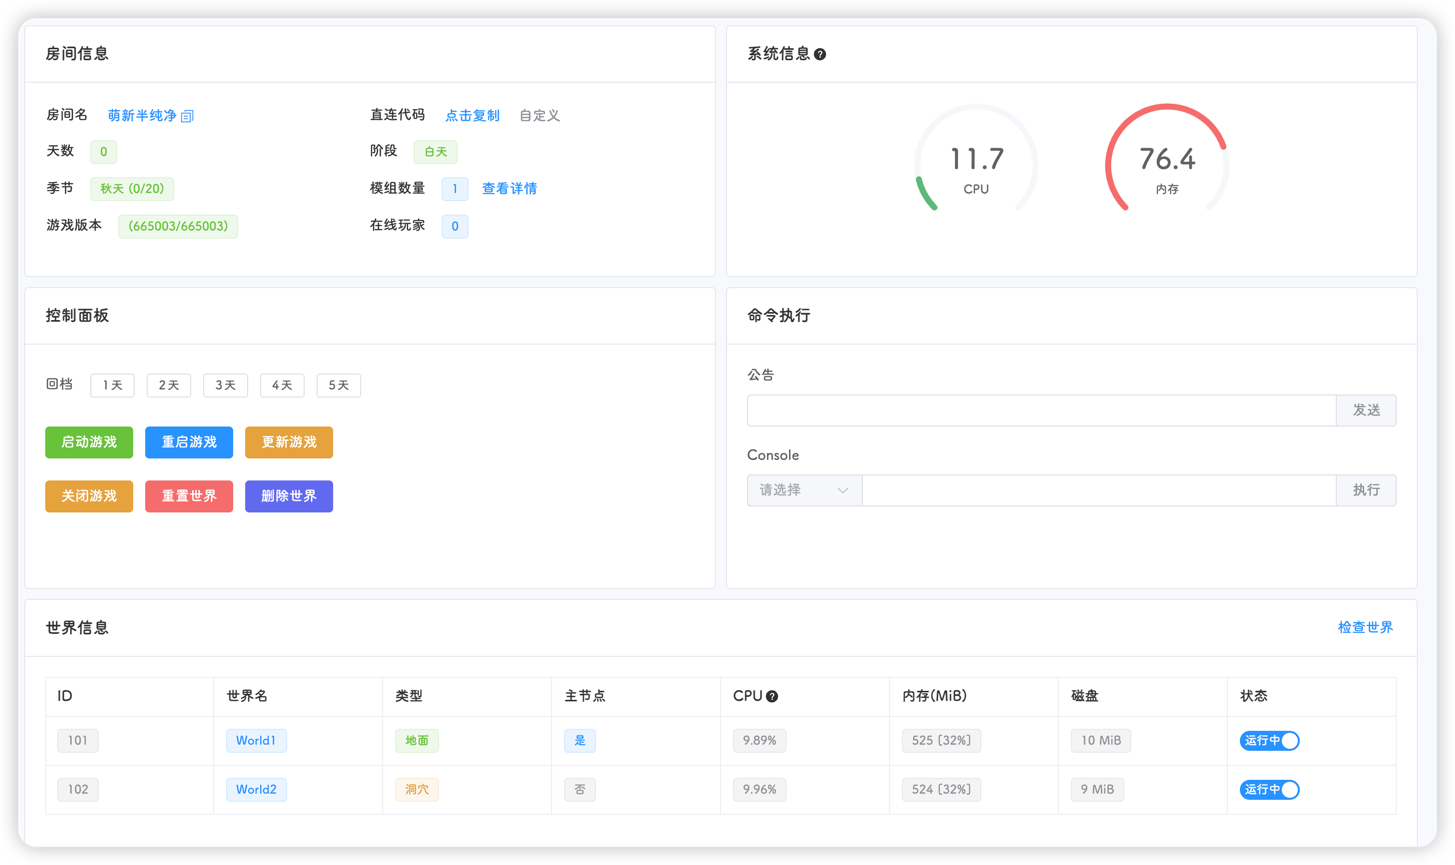 房间信息
房间名 萌新半纯净
直连代码 点击复制 自定义
天数 0
阶段 白天
季节 秋天 (0/20)
模组数量 1 查看详情
游戏版本 (665003/665003)
在线玩家 0
系统信息
11.7
CPU
76.4
内存
控制面板
回档 1天 2天 3天 4天 5天
启动游戏 重启游戏 更新游戏
关闭游戏 重置世界 删除世界
命令执行
公告
发送
Console
请选择 执行
世界信息 检查世界
ID 世界名 类型 主节点 CPU 内存(MiB) 磁盘 状态
101 World1 地面 是 9.89% 525 [32%] 10 MiB 运行中
102 World2 洞穴 否 9.96% 524 [32%] 9 MiB 运行中